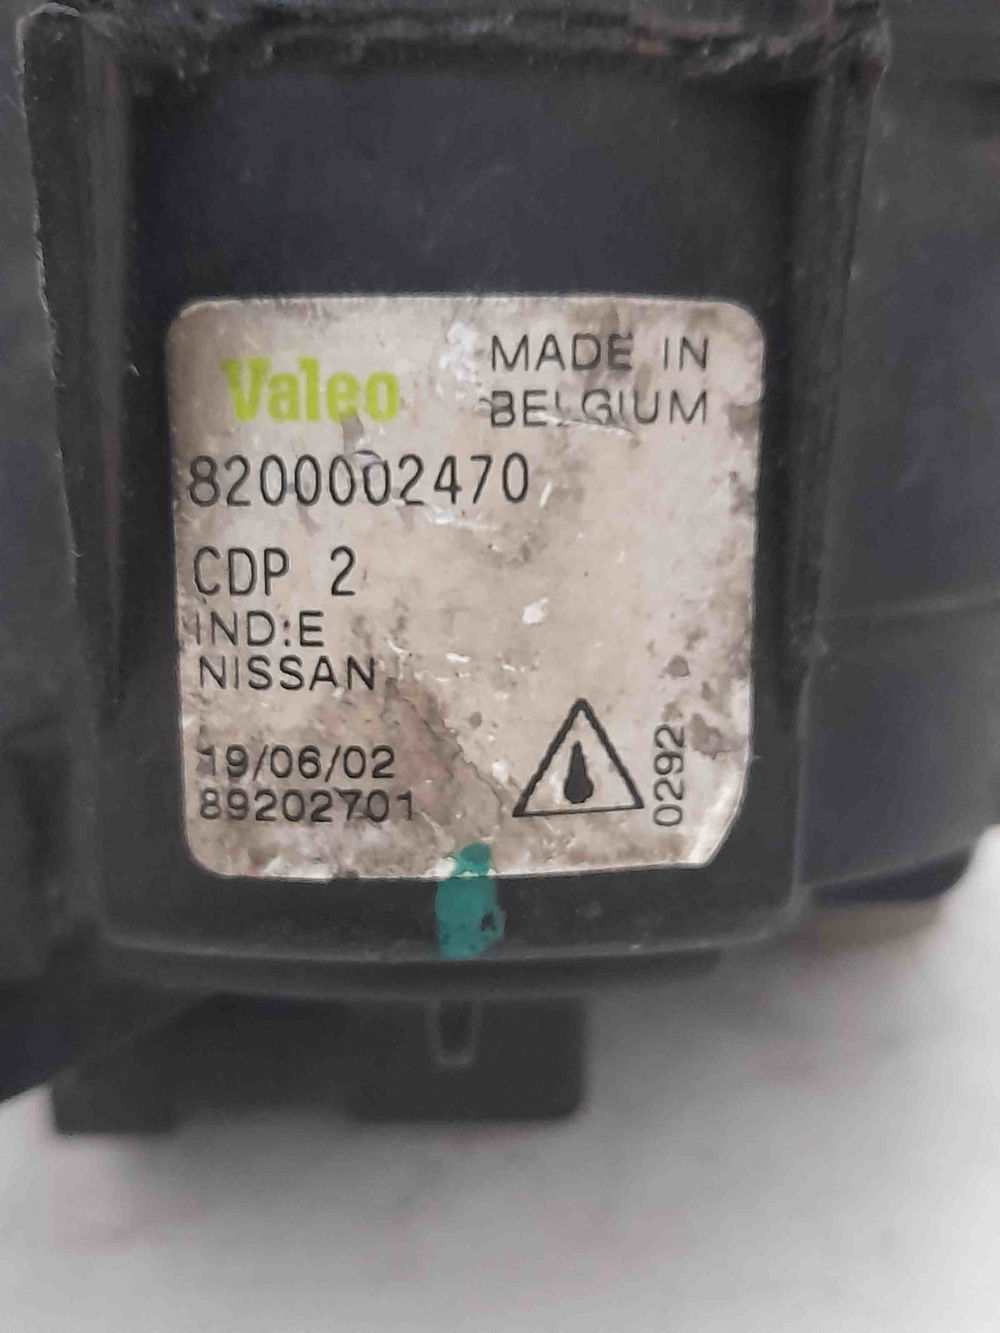 Valeo
MADE IN
BELGIUM
8200002470
CDP 2
IND:E
NISSAN
19/06/02
89202701
0292